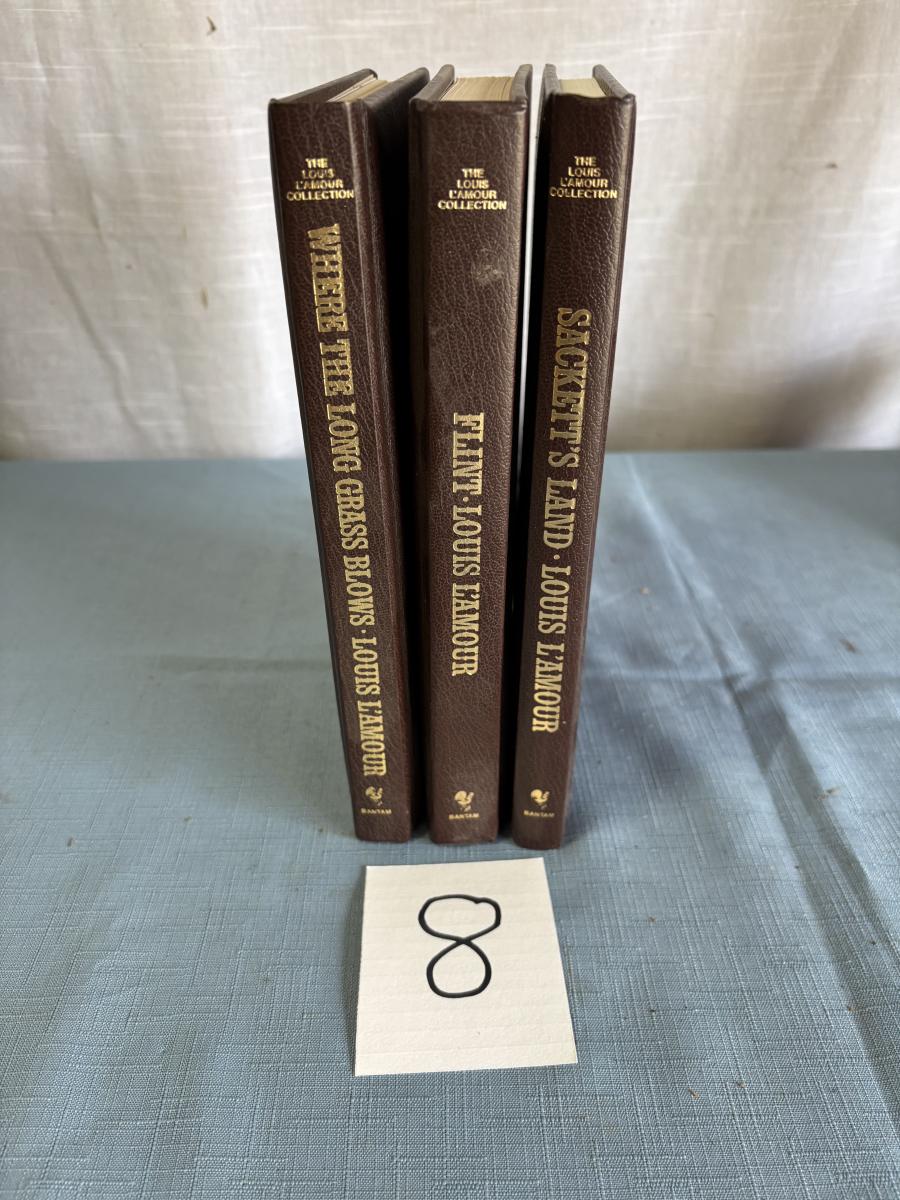 THE
LOUIS
L'AMOUR
COLLECTION
WHERE THE LONG GRASS BLOWS · LOUIS L'AMOUR
BANTAM
THE
LOUIS
L'AMOUR
COLLECTION
FLINT · LOUIS L'AMOUR
BANTAM
THE
LOUIS
L'AMOUR
COLLECTION
SACKETT'S LAND · LOUIS L'AMOUR
BANTAM
8